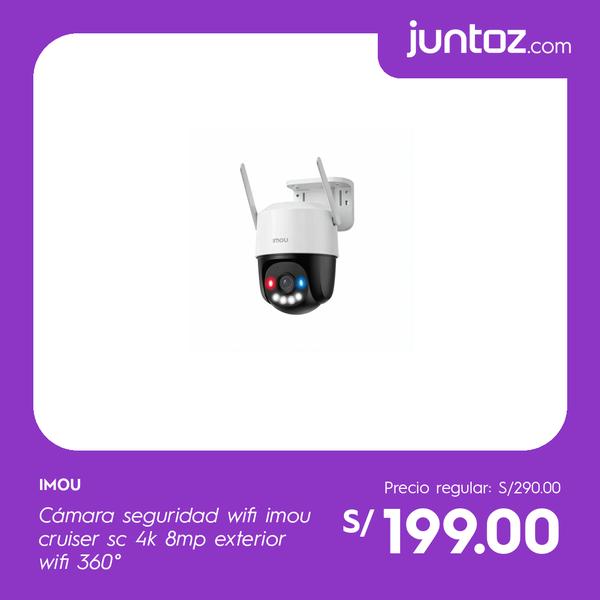 juntoz.com
imou
IMOU
Cámara seguridad wifi imou
cruiser sc 4k 8mp exterior
wifi 360°
Precio regular: S/290.00
S/199.00